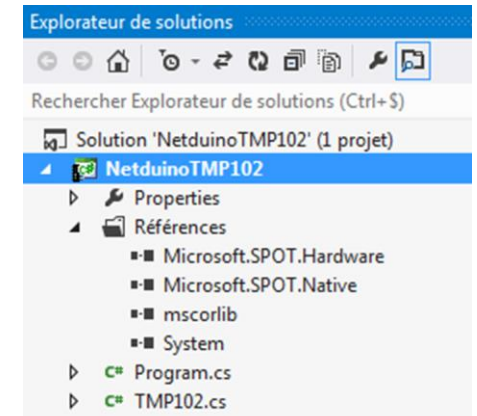 Explorateur de solutions
Rechercher Explorateur de solutions (Ctrl+$)
Solution 'NetduinoTMP102' (1 projet)
NetduinoTMP102
Properties
Références
Microsoft.SPOT.Hardware
Microsoft.SPOT.Native
mscorlib
System
C# Program.cs
C# TMP102.cs